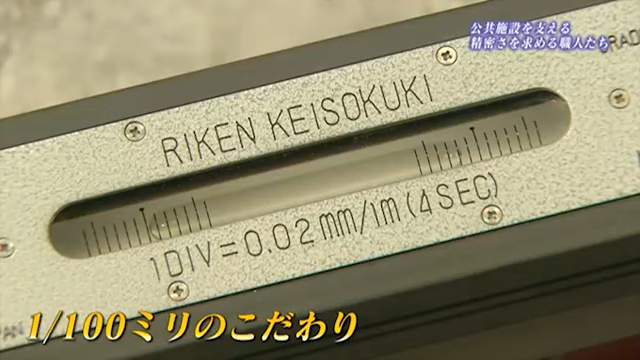 公共施設を支える
精密さを求める職人たち
RIKEN KEISOKUKI
1DIV=0.02mm/1m(4SEC)
1/100ミリのこだわり